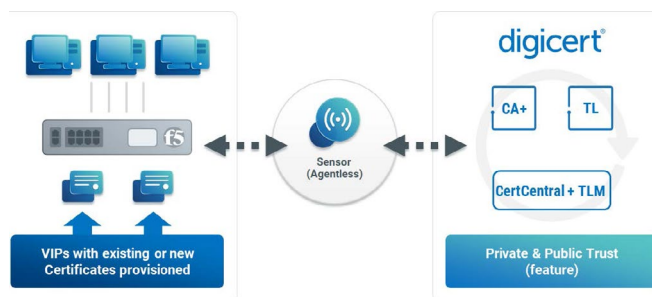 f5
VIPs with existing or new
Certificates provisioned
Sensor
(Agentless)
digicert®
CA+
TL
CertCentral + TLM
Private & Public Trust
(feature)